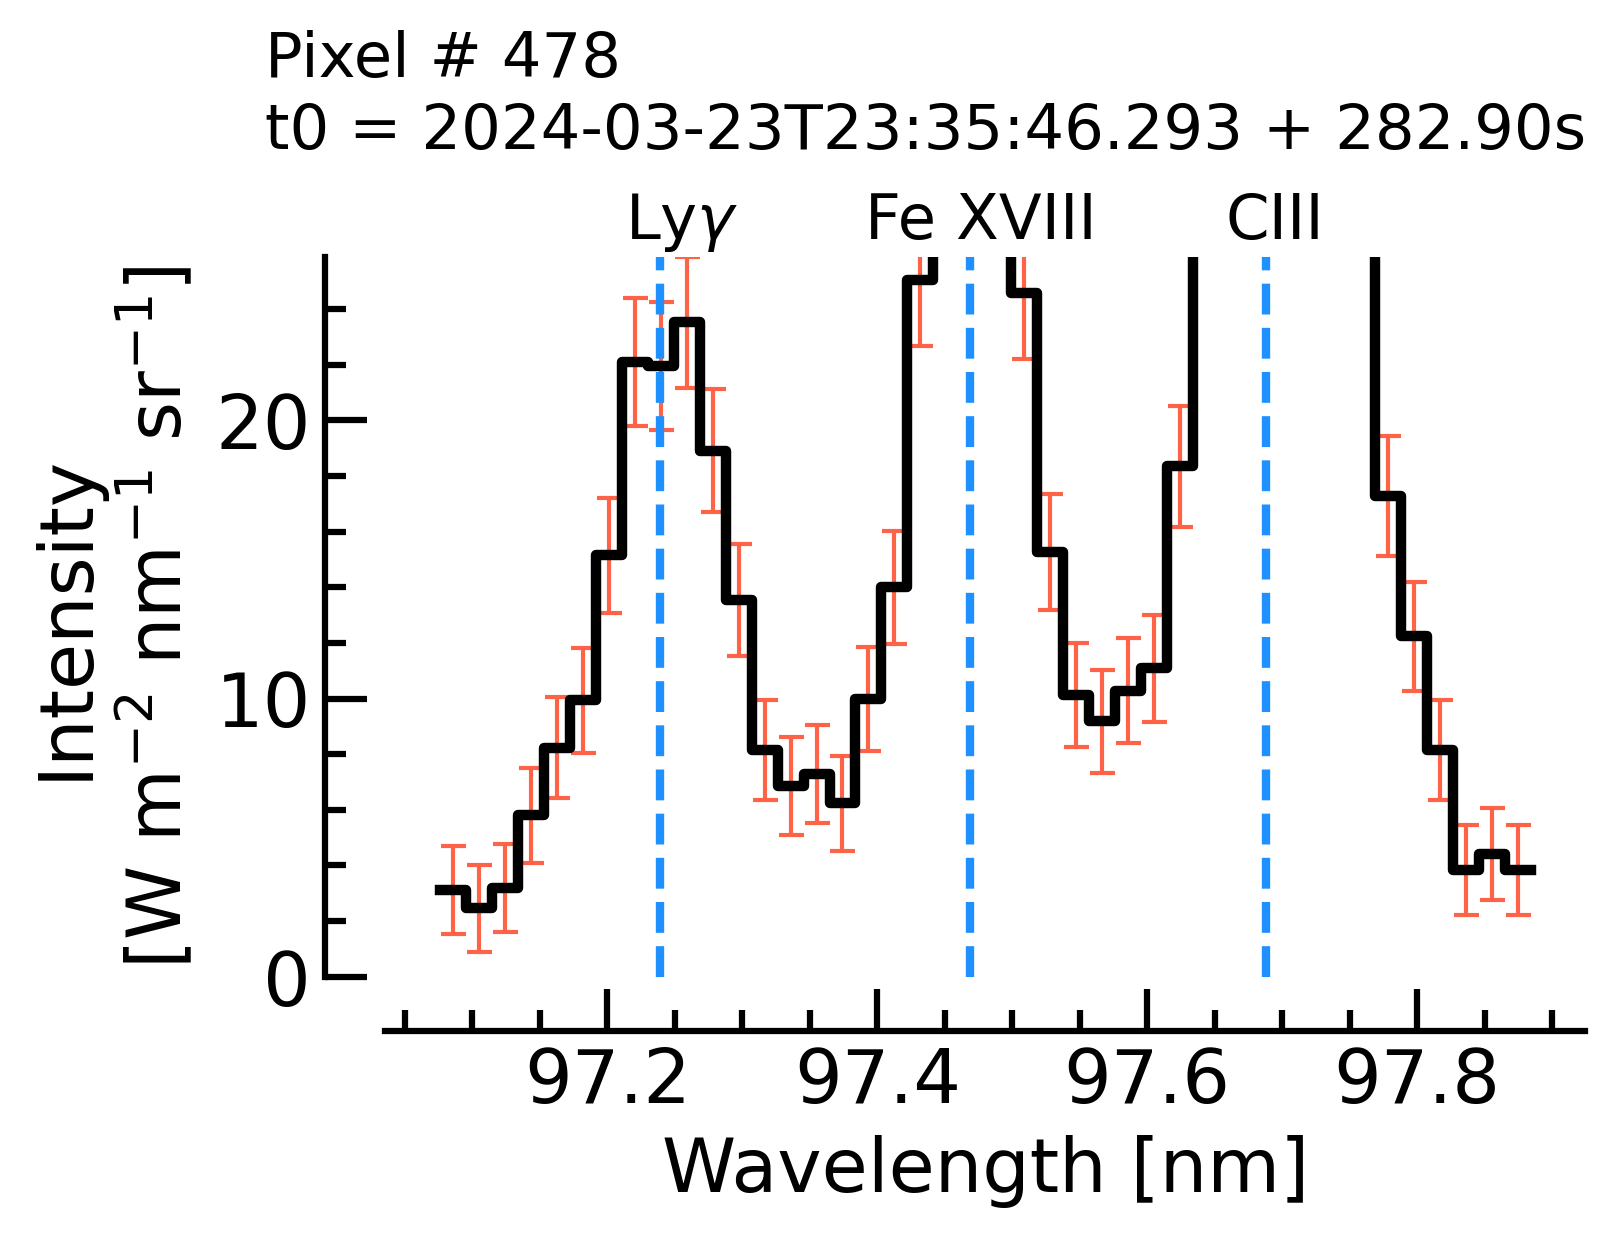 Pixel # 478
t0 = 2024-03-23T23:35:46.293 + 282.90s
Lyγ Fe XVIII CIII
Intensity
[W m⁻² nm⁻¹ sr⁻¹]
20
10
0
97.2 97.4 97.6 97.8
Wavelength [nm]